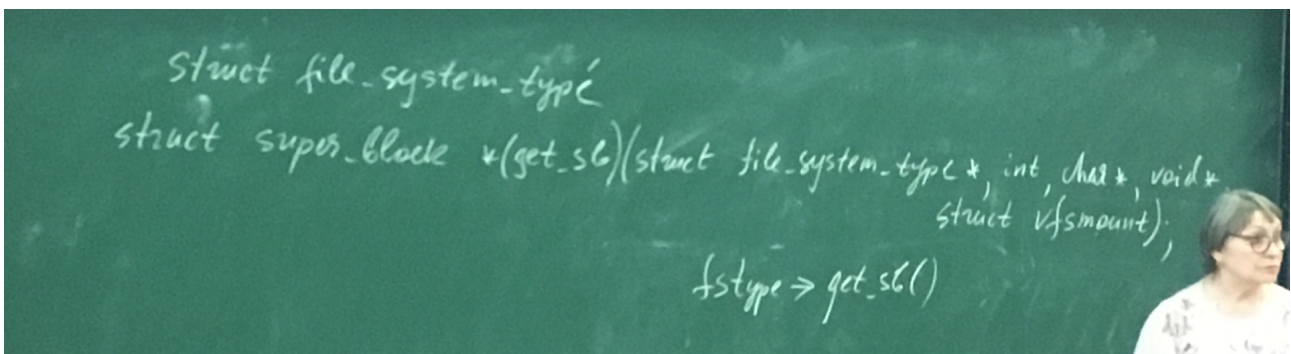 struct file_system_type
struct super_block *(get_sb)(struct file_system_type *, int, char *, void *,
struct vfsmount);
fstype → get_sb()